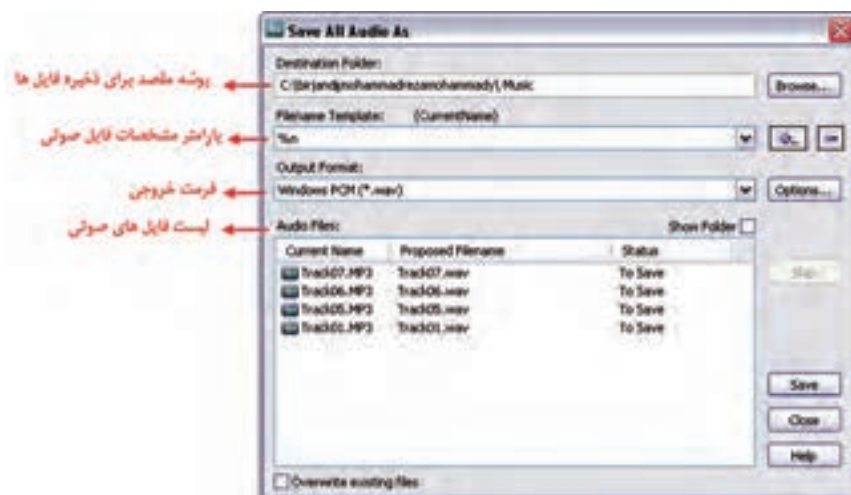 Save All Audio As
Destination Folder:
پوشه مقصد برای ذخیره فایل ها
Browse...
Filename Template: (CurrentName)
پارامتر مشخصات فایل صوتی
%n
Output Format:
فرمت خروجی
Windows PCM (*.wav)
Options...
لیست فایل های صوتی
Audio Files:
Show Folder
Current Name Proposed Filename Status
Track07.MP3 Track07.wav To Save
Track06.MP3 Track06.wav To Save
Track05.MP3 Track05.wav To Save
Track01.MP3 Track01.wav To Save
Skip
Save
Close
Help
Overwrite existing files